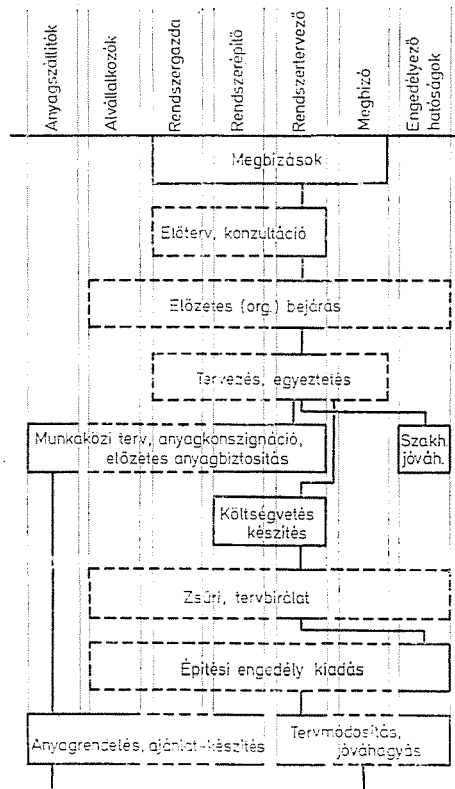 Anyagszállítók
Alvállalkozók
Rendszergazda
Rendszerépítő
Rendszertervező
Megbízó
Engedélyező
hatóságok
Megbízások
Előterv, konzultáció
Előzetes (org.) bejárás
Tervezés, egyeztetés
Munkaközi terv, anyagkonszignáció,
előzetes anyagbiztosítás
Szakh.
jóváh.
Költségvetés
készítés
Zsűri, tervbírálat
Építési engedély kiadás
Anyagrendelés, ajánlat-készítés
Tervmódosítás,
jóváhagyás